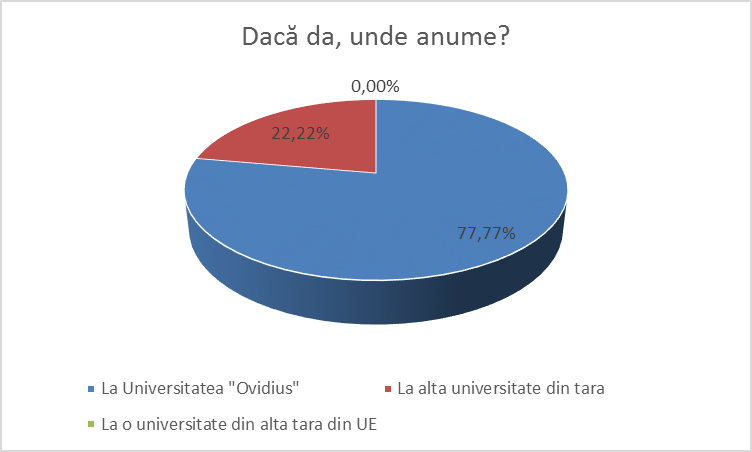 Dacă da, unde anume?
0,00%
22,22%
77,77%
La Universitatea "Ovidius"
La alta universitate din tara
La o universitate din alta tara din UE